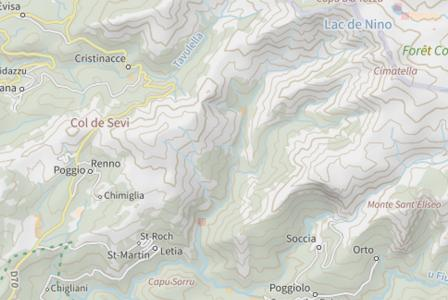 Evisa
Lac de Nino
Tavulella
Cristinacce
Forêt Co
Cimatella
Col de Sevi
Renno
Poggio
Chimiglia
Monte Sant'Eliseo
St-Roch
Soccia
St-Martin
Letia
Orto
D70
Capu-Sorru
Chigliani
Poggiolo